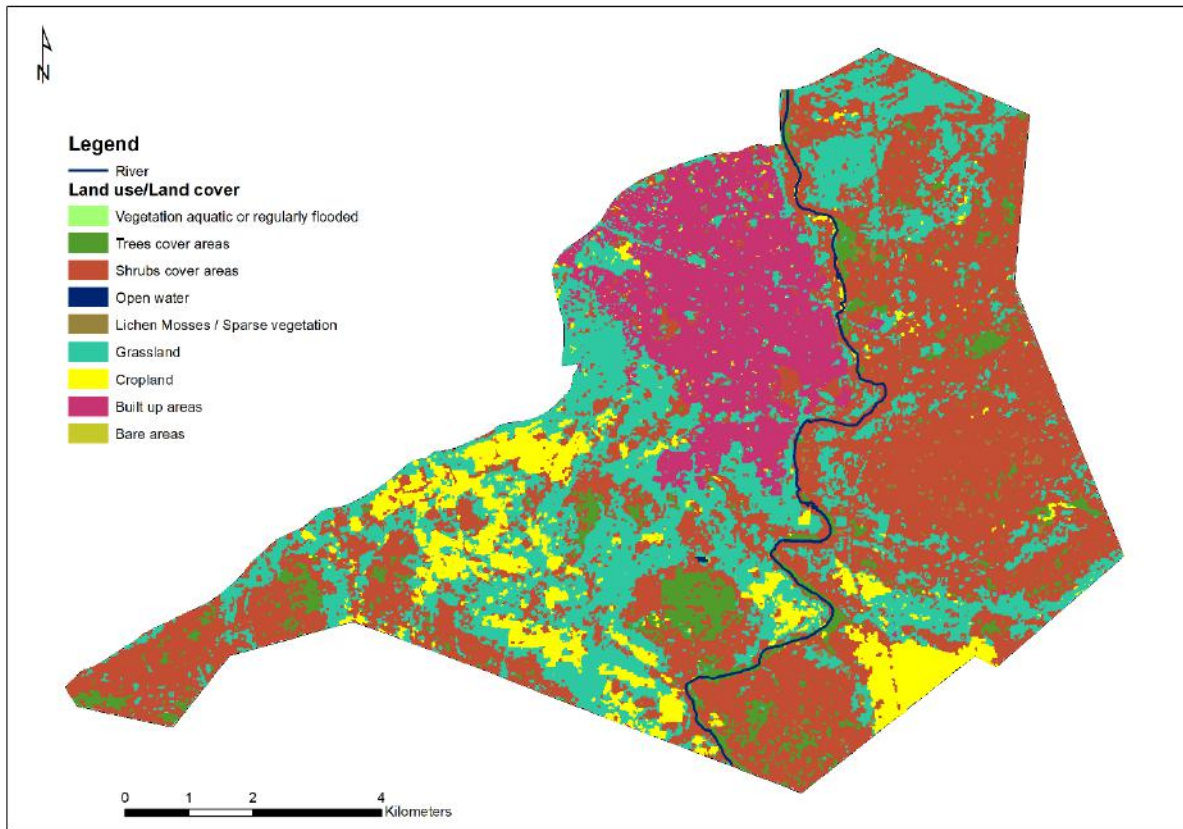 N
Legend
River
Land use/Land cover
Vegetation aquatic or regularly flooded
Trees cover areas
Shrubs cover areas
Open water
Lichen Mosses / Sparse vegetation
Grassland
Cropland
Built up areas
Bare areas
0 1 2 4
Kilometers